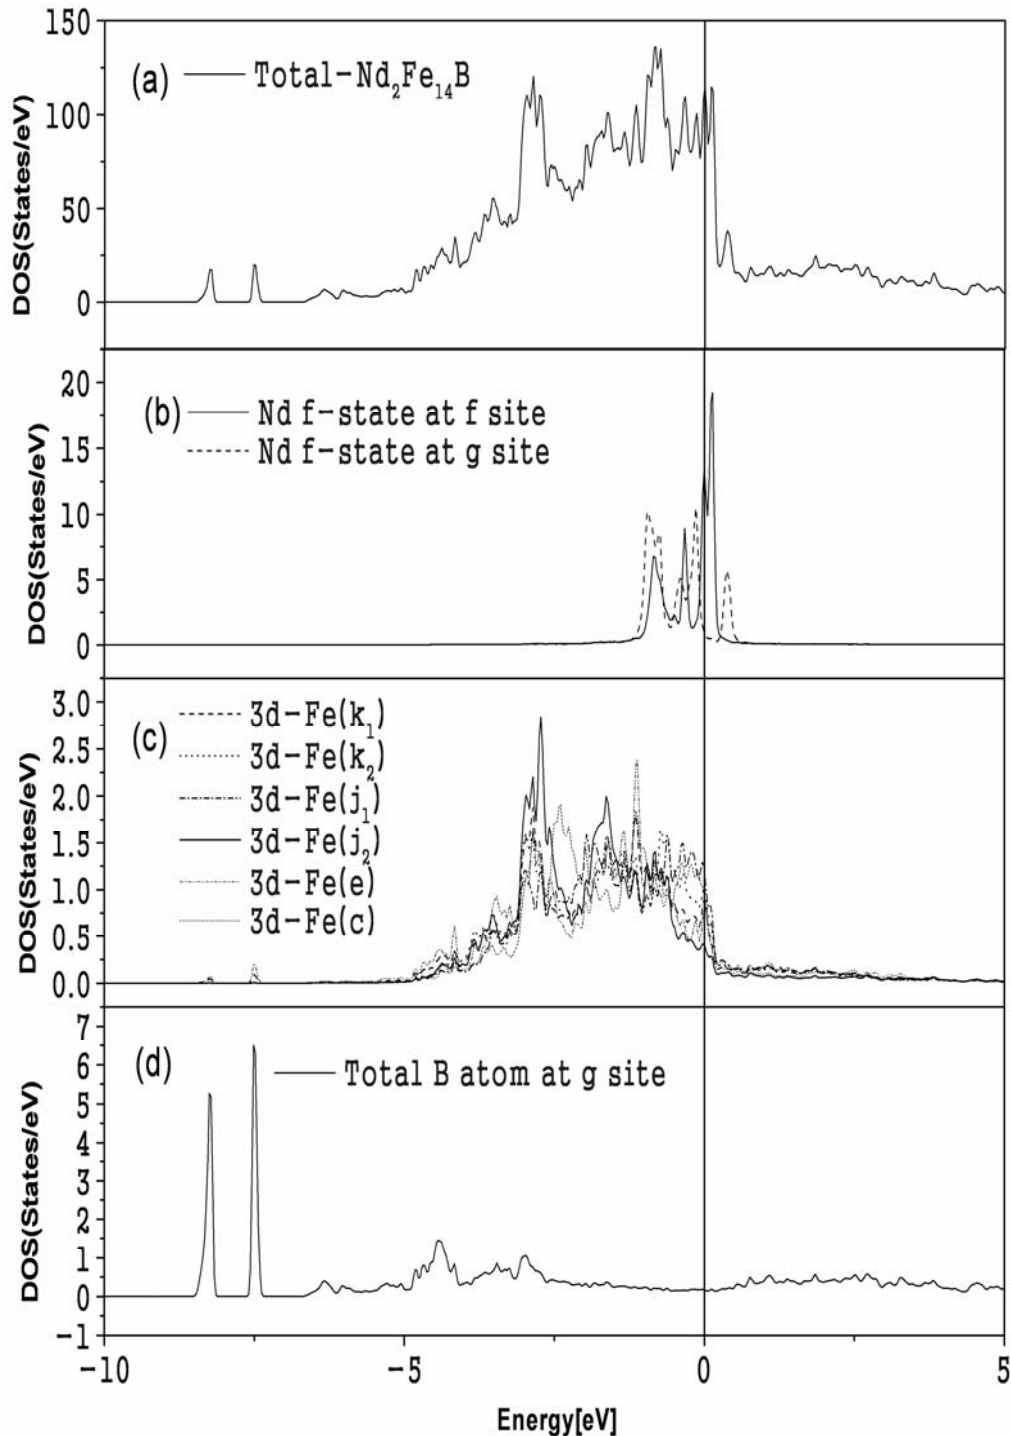 150
100
50
0
DOS(States/eV)
(a)
Total-Nd₂Fe₁₄B
20
15
10
5
0
DOS(States/eV)
(b)
Nd f-state at f site
Nd f-state at g site
3.0
2.5
2.0
1.5
1.0
0.5
0.0
DOS(States/eV)
(c)
3d-Fe(k₁)
3d-Fe(k₂)
3d-Fe(j₁)
3d-Fe(j₂)
3d-Fe(e)
3d-Fe(c)
7
6
5
4
3
2
1
0
-1
DOS(States/eV)
(d)
Total B atom at g site
-10 -5 0 5
Energy[eV]